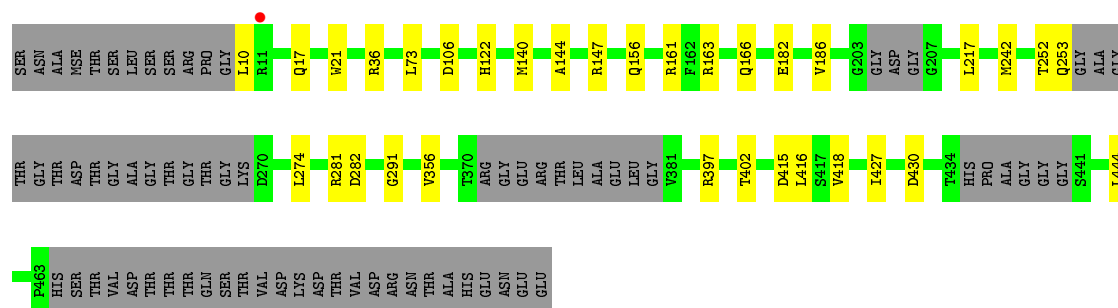 SER ASN ALA MSE THR SER LEU SER SER ARG PRO GLY L10 R11 Q17 W21 R36 L73 D106 H122 M140 A144 R147 Q156 R161 F162 R163 Q166 E182 V186 G203 GLY ASP GLY G207 L217 M242 T252 Q253 GLY ALA GLY
THR GLY THR ASP THR GLY ALA GLY THR GLY THR GLY LYS D270 L274 R281 D282 G291 V356 T370 ARG GLY GLU ARG THR LEU ALA GLU LEU GLY V381 R397 T402 D415 L416 S417 V418 I427 D430 T434 HIS PRO ALA GLY GLY GLY S441 L444
P463 HIS SER THR THR VAL ASP THR THR THR GLN SER THR VAL ASP LYS ASP THR VAL ASP ARG ASN THR ALA HIS GLU ASN GLU GLU